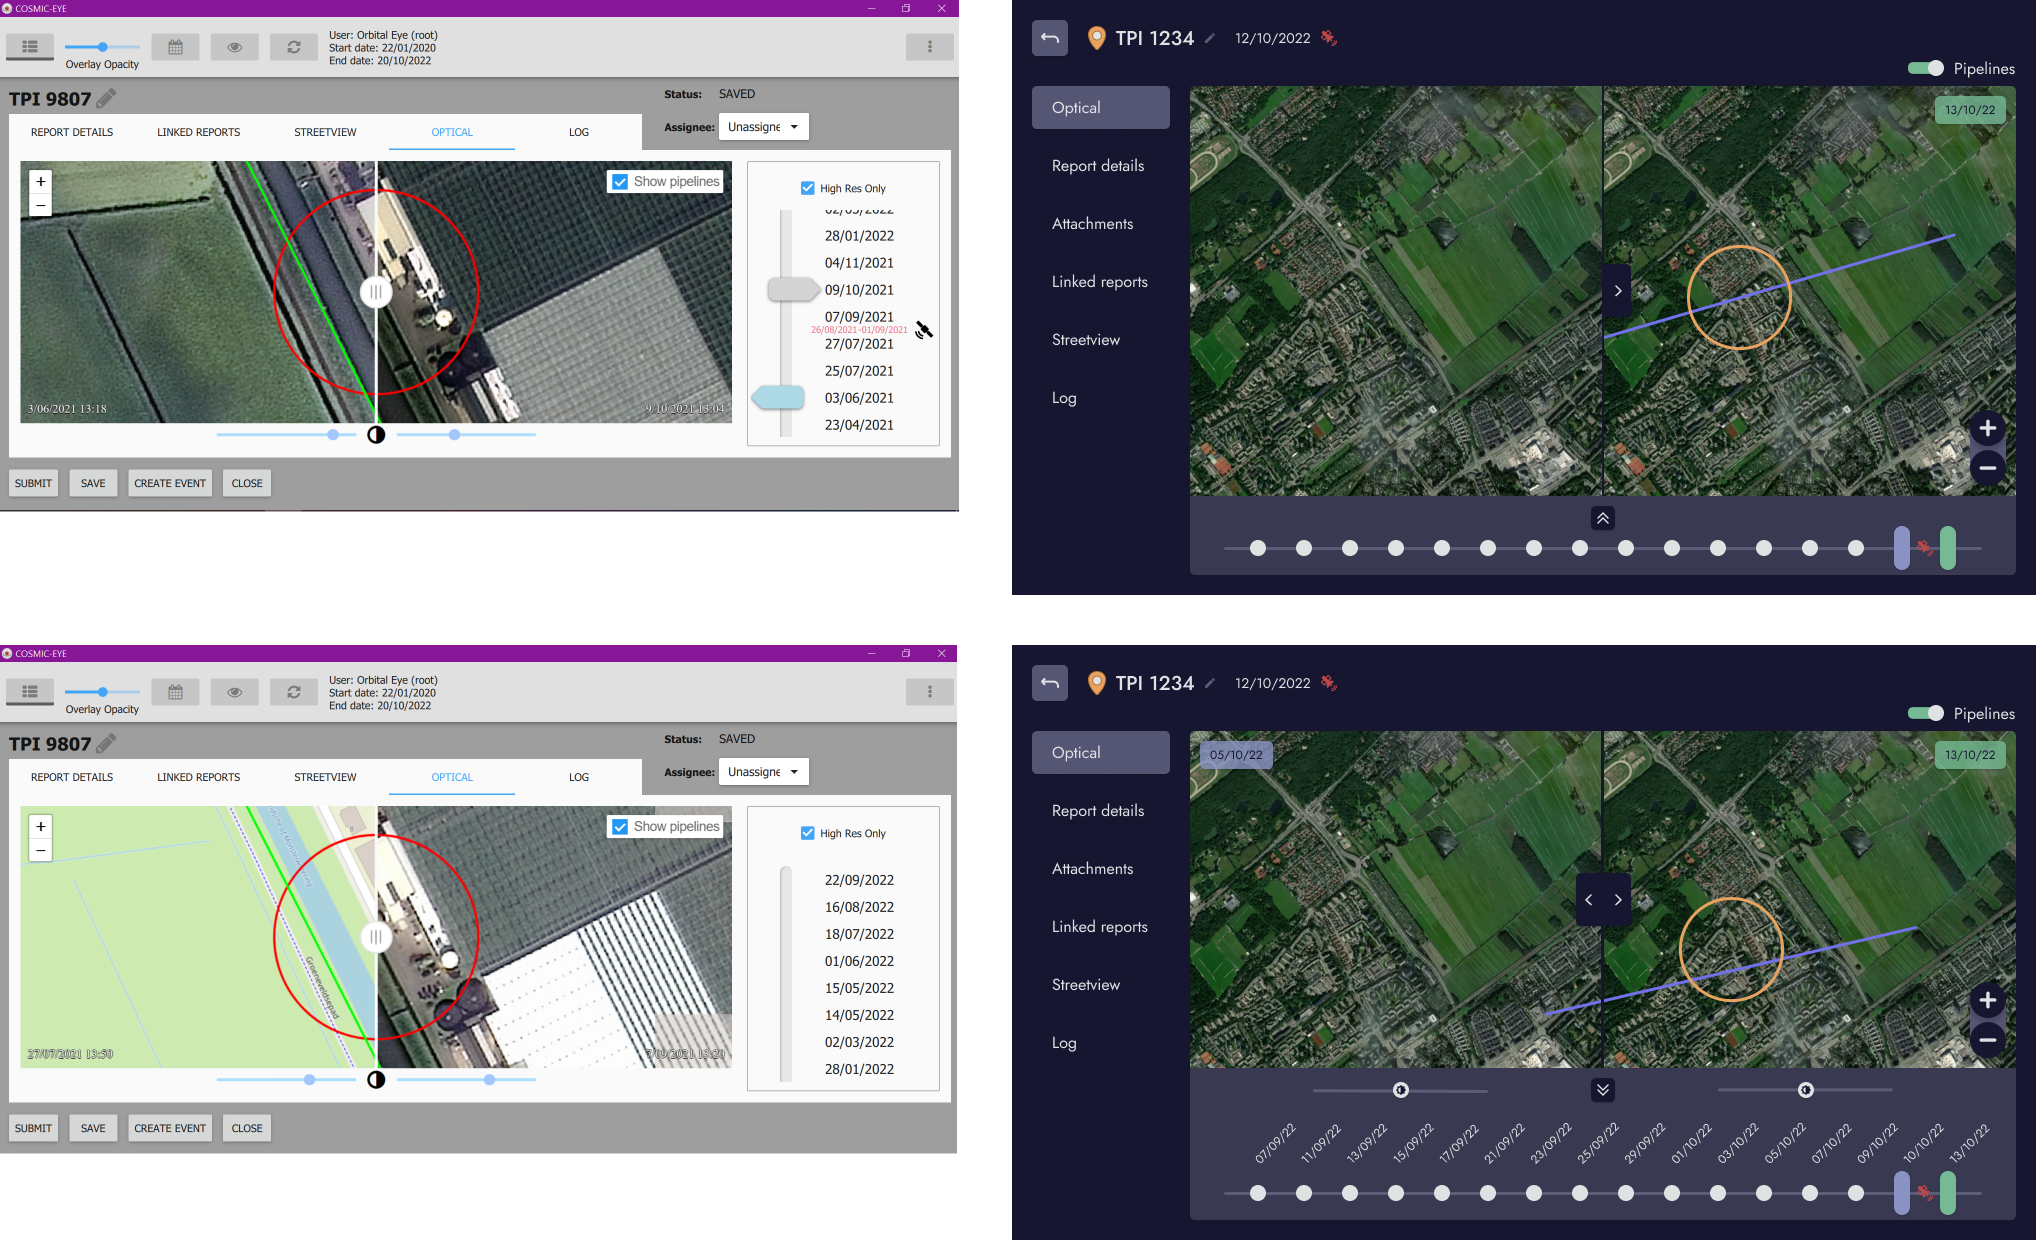 COSMIC-EYE
Overlay Opacity
User: Orbital Eye (root)
Start date: 22/01/2020
End date: 20/10/2022
TPI 9807
Status: SAVED
Assignee: Unassigne
REPORT DETAILS
LINKED REPORTS
STREETVIEW
OPTICAL
LOG
+
−
Show pipelines
3/06/2021 13:18
9/10/2021 13:04
High Res Only
02/03/2022
28/01/2022
04/11/2021
09/10/2021
07/09/2021
26/08/2021-01/09/2021
27/07/2021
25/07/2021
03/06/2021
23/04/2021
SUBMIT
SAVE
CREATE EVENT
CLOSE
TPI 1234
12/10/2022
Pipelines
Optical
Report details
Attachments
Linked reports
Streetview
Log
13/10/22
COSMIC-EYE
Overlay Opacity
User: Orbital Eye (root)
Start date: 22/01/2020
End date: 20/10/2022
TPI 9807
Status: SAVED
Assignee: Unassigne
REPORT DETAILS
LINKED REPORTS
STREETVIEW
OPTICAL
LOG
+
−
Show pipelines
Groeneveldsepad
27/07/2021 13:50
7/09/2021 13:20
High Res Only
22/09/2022
16/08/2022
18/07/2022
01/06/2022
15/05/2022
14/05/2022
02/03/2022
28/01/2022
SUBMIT
SAVE
CREATE EVENT
CLOSE
TPI 1234
12/10/2022
Pipelines
Optical
Report details
Attachments
Linked reports
Streetview
Log
05/10/22
13/10/22
07/09/22
11/09/22
13/09/22
15/09/22
17/09/22
21/09/22
23/09/22
25/09/22
29/09/22
01/10/22
03/10/22
05/10/22
07/10/22
09/10/22
10/10/22
13/10/22